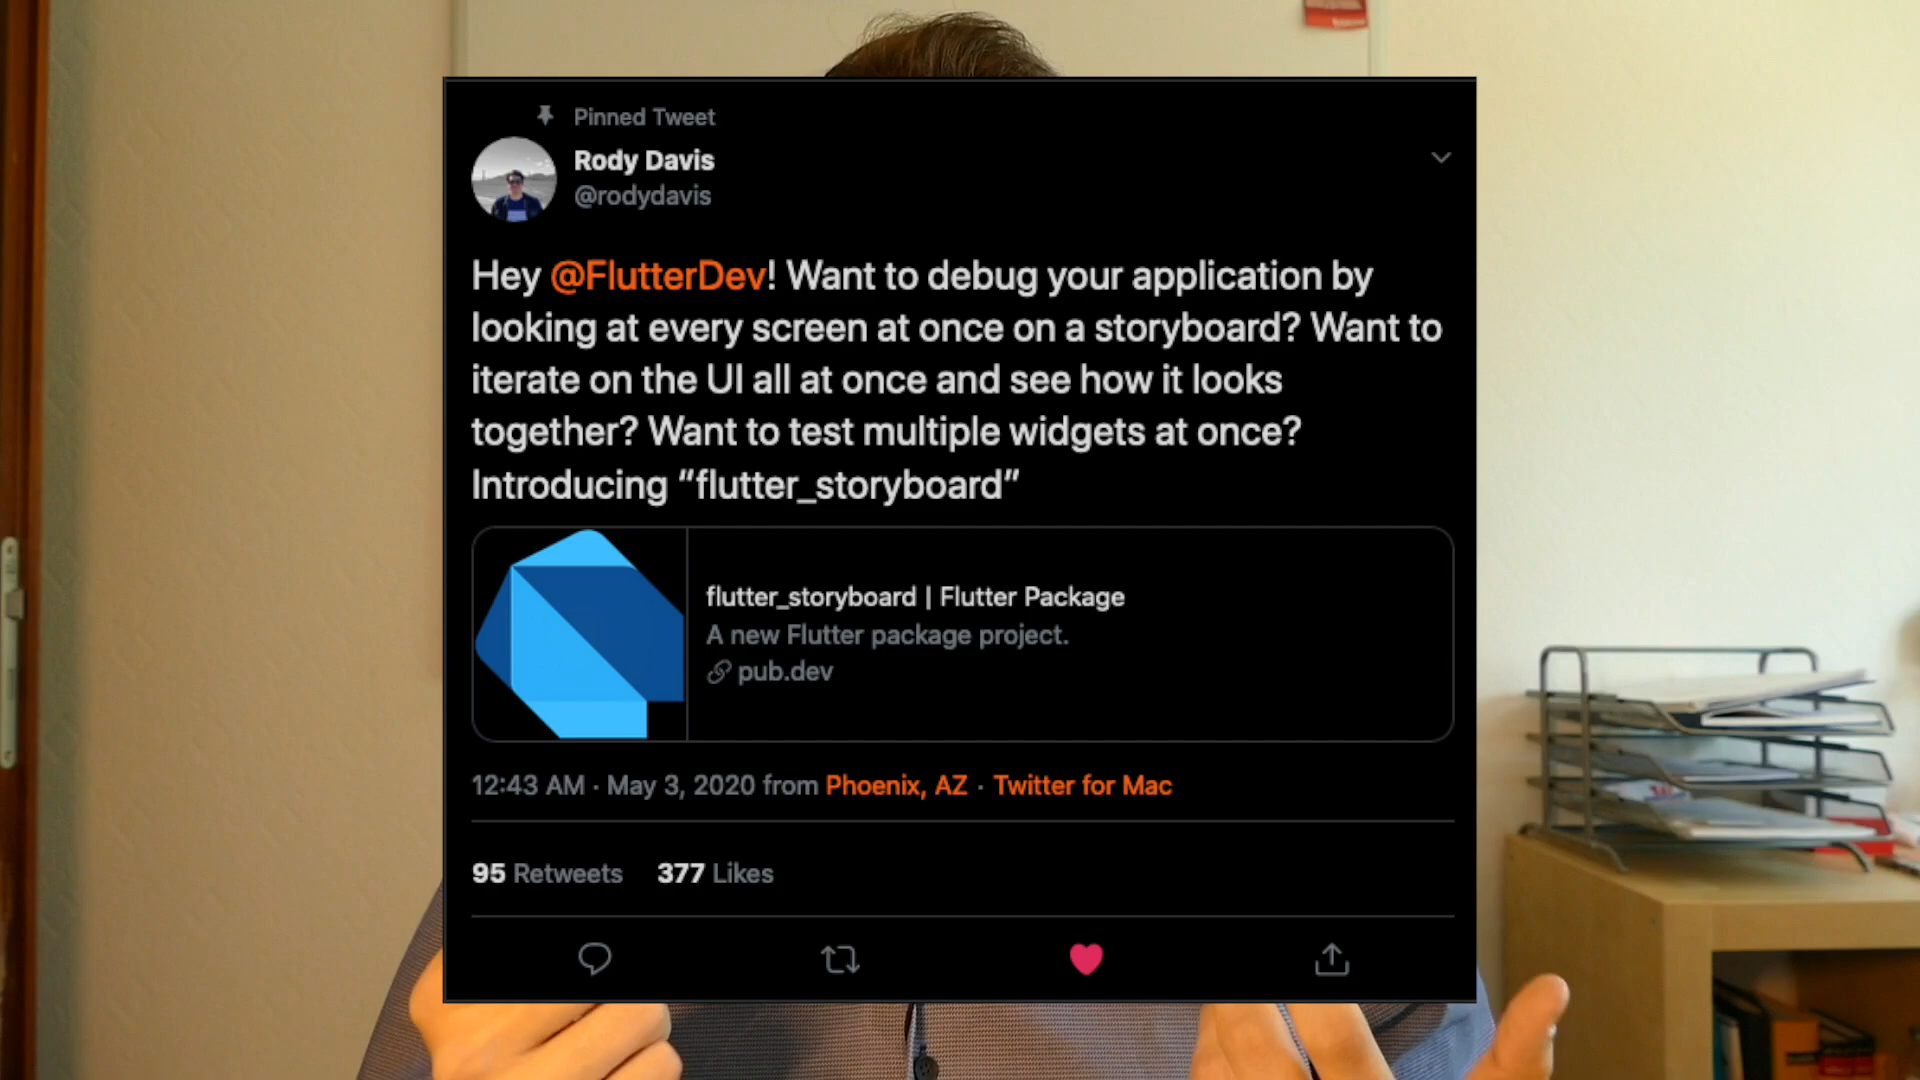 Pinned Tweet
Rody Davis
@rodydavis
Hey @FlutterDev! Want to debug your application by
looking at every screen at once on a storyboard? Want to
iterate on the UI all at once and see how it looks
together? Want to test multiple widgets at once?
Introducing “flutter_storyboard”
flutter_storyboard | Flutter Package
A new Flutter package project.
pub.dev
12:43 AM · May 3, 2020 from Phoenix, AZ · Twitter for Mac
95 Retweets 377 Likes